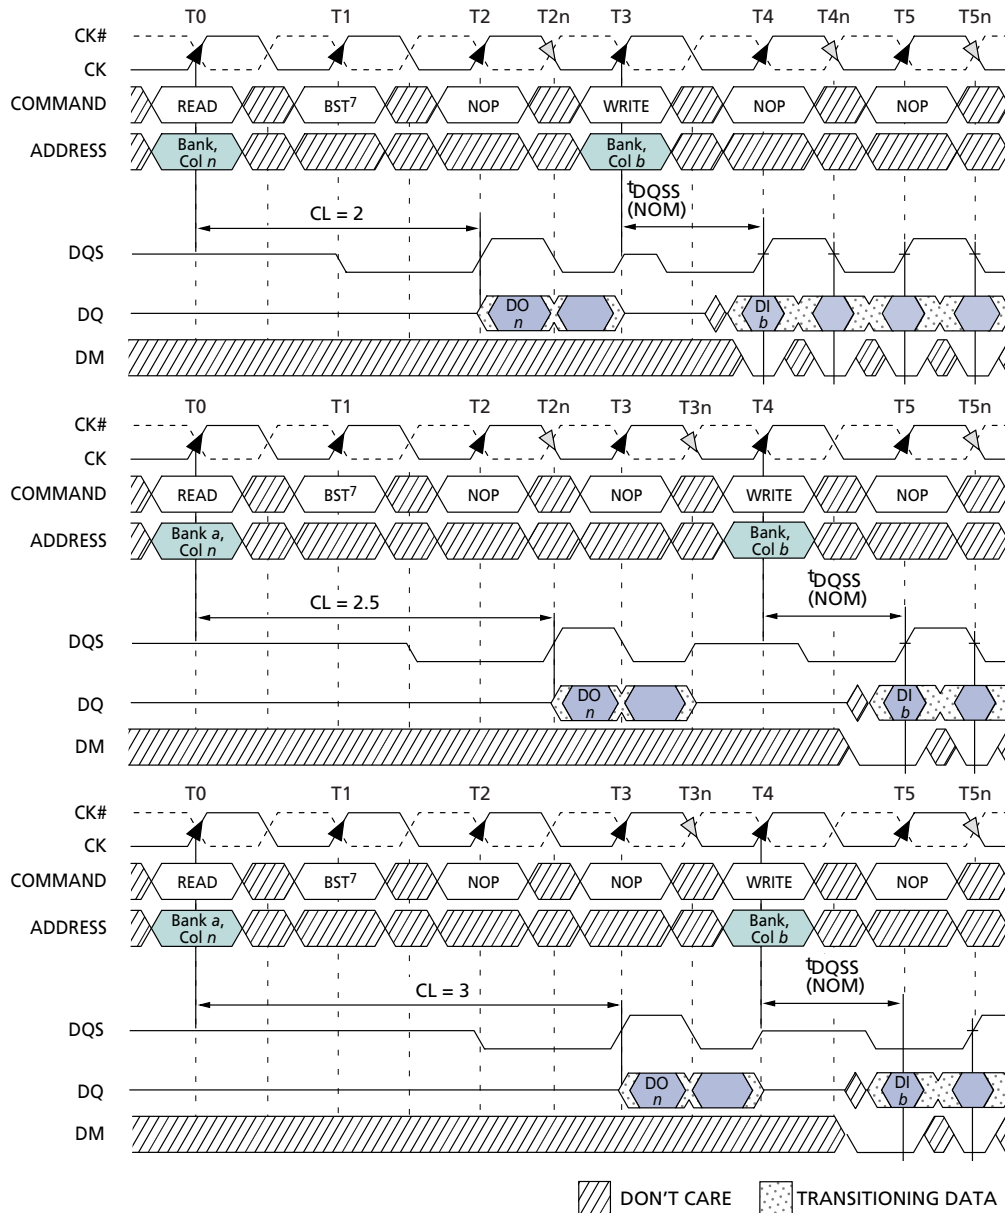 T0 T1 T2 T2n T3 T4 T4n T5 T5n
CK#
CK
COMMAND READ BST7 NOP WRITE NOP NOP
ADDRESS Bank, Col n Bank, Col b
CL = 2 tDQSS (NOM)
DQS
DQ DO n DI b
DM
T0 T1 T2 T2n T3 T3n T4 T5 T5n
CK#
CK
COMMAND READ BST7 NOP NOP WRITE NOP
ADDRESS Bank a, Col n Bank, Col b
CL = 2.5 tDQSS (NOM)
DQS
DQ DO n DI b
DM
T0 T1 T2 T3 T3n T4 T5 T5n
CK#
CK
COMMAND READ BST7 NOP NOP WRITE NOP
ADDRESS Bank a, Col n Bank, Col b
CL = 3 tDQSS (NOM)
DQS
DQ DO n DI b
DM
DON'T CARE TRANSITIONING DATA